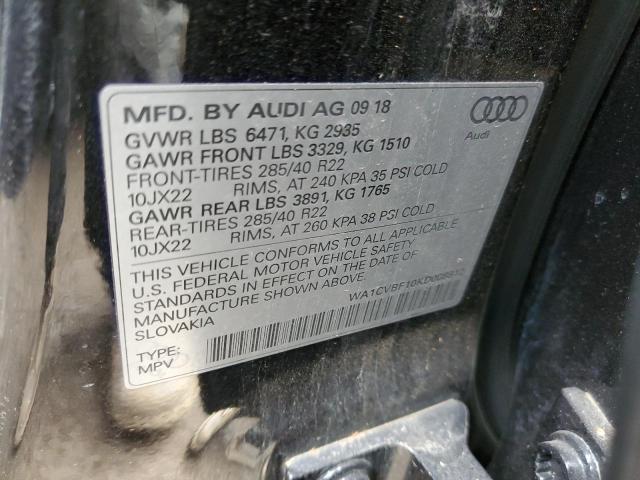 MFD. BY AUDI AG 09 18
GVWR LBS 6471, KG 2935
GAWR FRONT LBS 3329, KG 1510
FRONT-TIRES 285/40 R22
10JX22 RIMS, AT 240 KPA 35 PSI COLD
GAWR REAR LBS 3891, KG 1765
REAR-TIRES 285/40 R22
10JX22 RIMS, AT 260 KPA 38 PSI COLD
Audi
THIS VEHICLE CONFORMS TO ALL APPLICABLE
U.S. FEDERAL MOTOR VEHICLE SAFETY
STANDARDS IN EFFECT ON THE DATE OF
MANUFACTURE SHOWN ABOVE.
SLOVAKIA
TYPE:
MPV